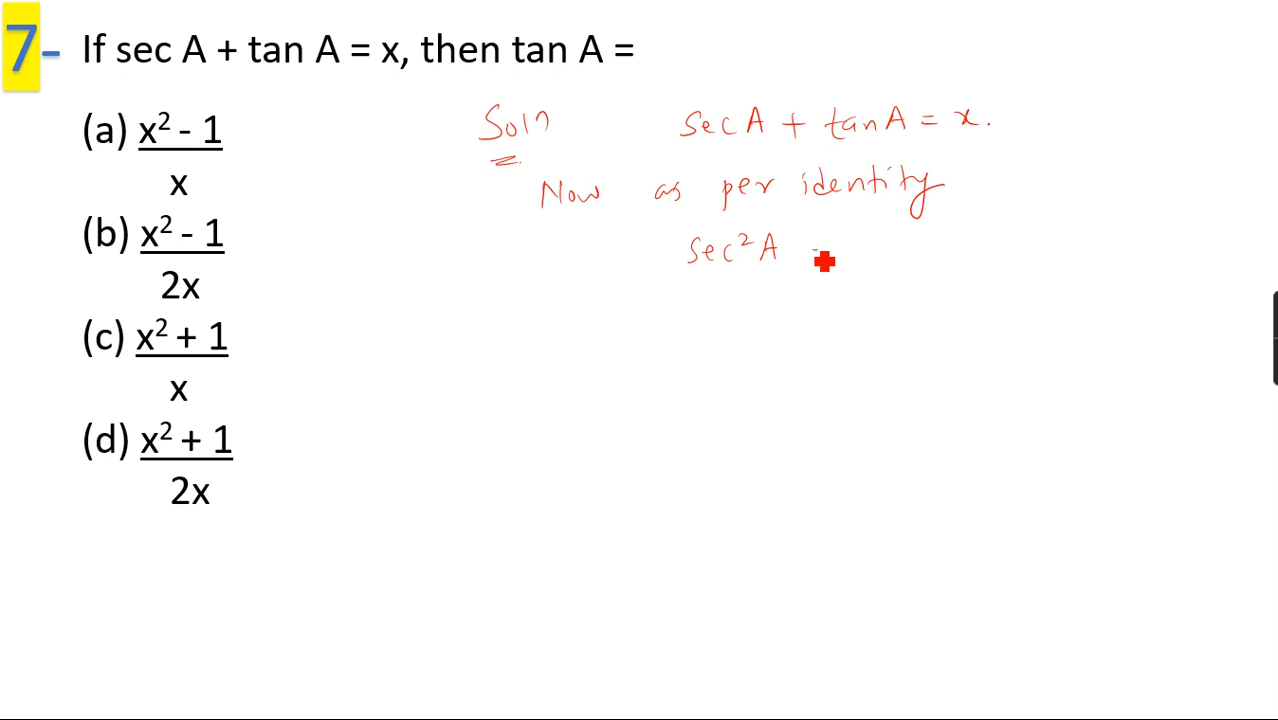 7- If sec A + tan A = x, then tan A =
(a) x² - 1
x
(b) x² - 1
2x
(c) x² + 1
x
(d) x² + 1
2x
Solⁿ sec A + tan A = x.
Now as per identity
sec² A